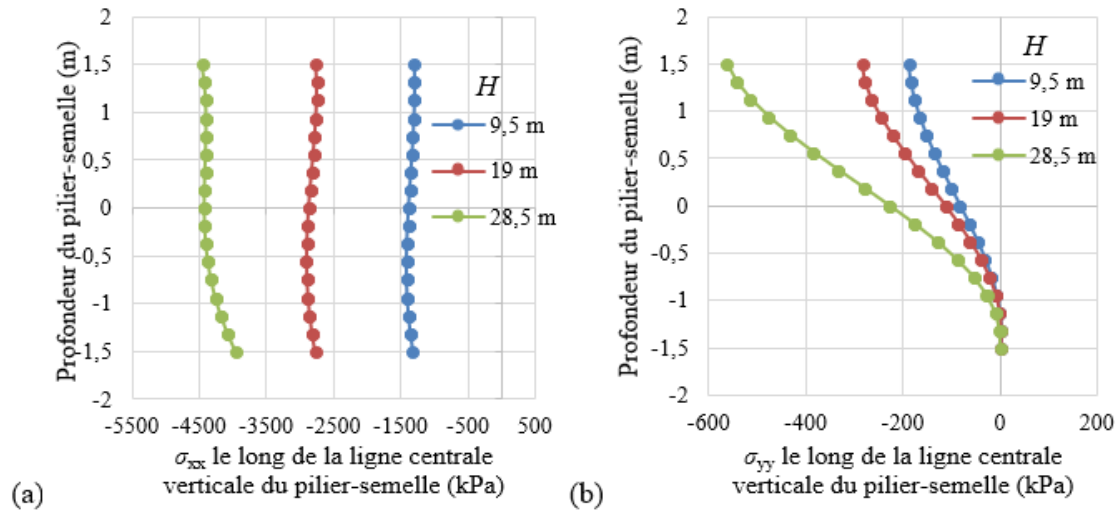 2
1,5
1
0,5
0
-0,5
-1
-1,5
-2
Profondeur du pilier-semelle (m)
-5500 -4500 -3500 -2500 -1500 -500 500
H
9,5 m
19 m
28,5 m
σxx le long de la ligne centrale
verticale du pilier-semelle (kPa)
(a)
2
1,5
1
0,5
0
-0,5
-1
-1,5
-2
Profondeur du pilier-semelle (m)
-600 -400 -200 0 200
H
9,5 m
19 m
28,5 m
σyy le long de la ligne centrale
verticale du pilier-semelle (kPa)
(b)